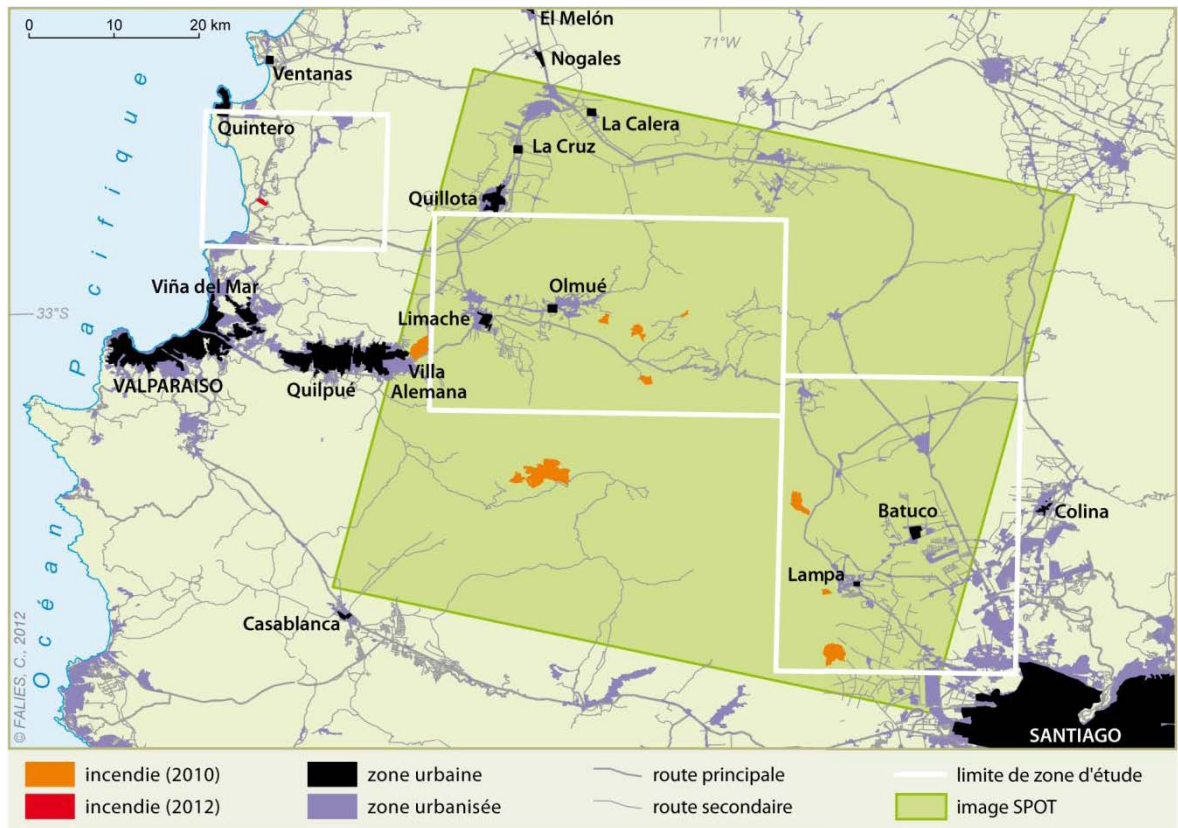 0 10 20 km
El Melón
71°W
Nogales
Ventanas
Quintero
La Calera
La Cruz
Quillota
Océan Pacifique
Viña del Mar
33°S
Olmué
Limache
VALPARAISO
Quilpué
Villa
Alemana
Batuco
Colina
Lampa
Casablanca
SANTIAGO
© FALIES, C., 2012
incendie (2010)
incendie (2012)
zone urbaine
zone urbanisée
route principale
route secondaire
limite de zone d'étude
image SPOT